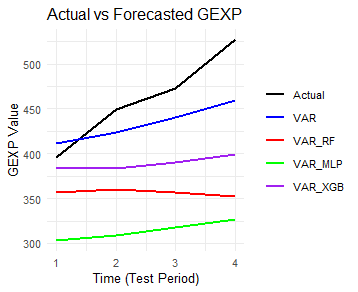 Actual vs Forecasted GEXP
GEXP Value
500
450
400
350
300
1 2 3 4
Time (Test Period)
Actual
VAR
VAR_RF
VAR_MLP
VAR_XGB